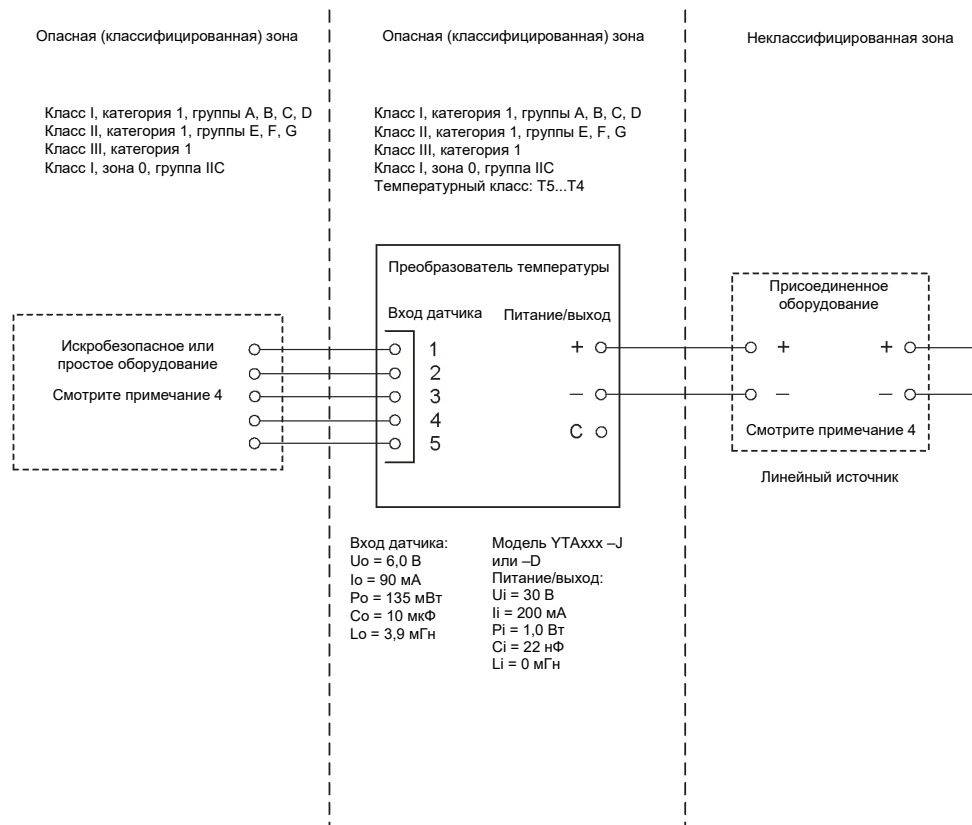 Опасная (классифицированная) зона
Опасная (классифицированная) зона
Неклассифицированная зона
Класс I, категория 1, группы A, B, C, D
Класс II, категория 1, группы E, F, G
Класс III, категория 1
Класс I, зона 0, группа IIC
Класс I, категория 1, группы A, B, C, D
Класс II, категория 1, группы E, F, G
Класс III, категория 1
Класс I, зона 0, группа IIC
Температурный класс: T5...T4
Искробезопасное или
простое оборудование
Смотрите примечание 4
Преобразователь температуры
Вход датчика
Питание/выход
1
2
3
4
5
+
–
C
Присоединенное
оборудование
+ +
– –
Смотрите примечание 4
Линейный источник
Вход датчика:
Uo = 6,0 В
Io = 90 мА
Po = 135 мВт
Co = 10 мкФ
Lo = 3,9 мГн
Модель YTAxxx –J
или –D
Питание/выход:
Ui = 30 В
Ii = 200 мА
Pi = 1,0 Вт
Ci = 22 нФ
Li = 0 мГн